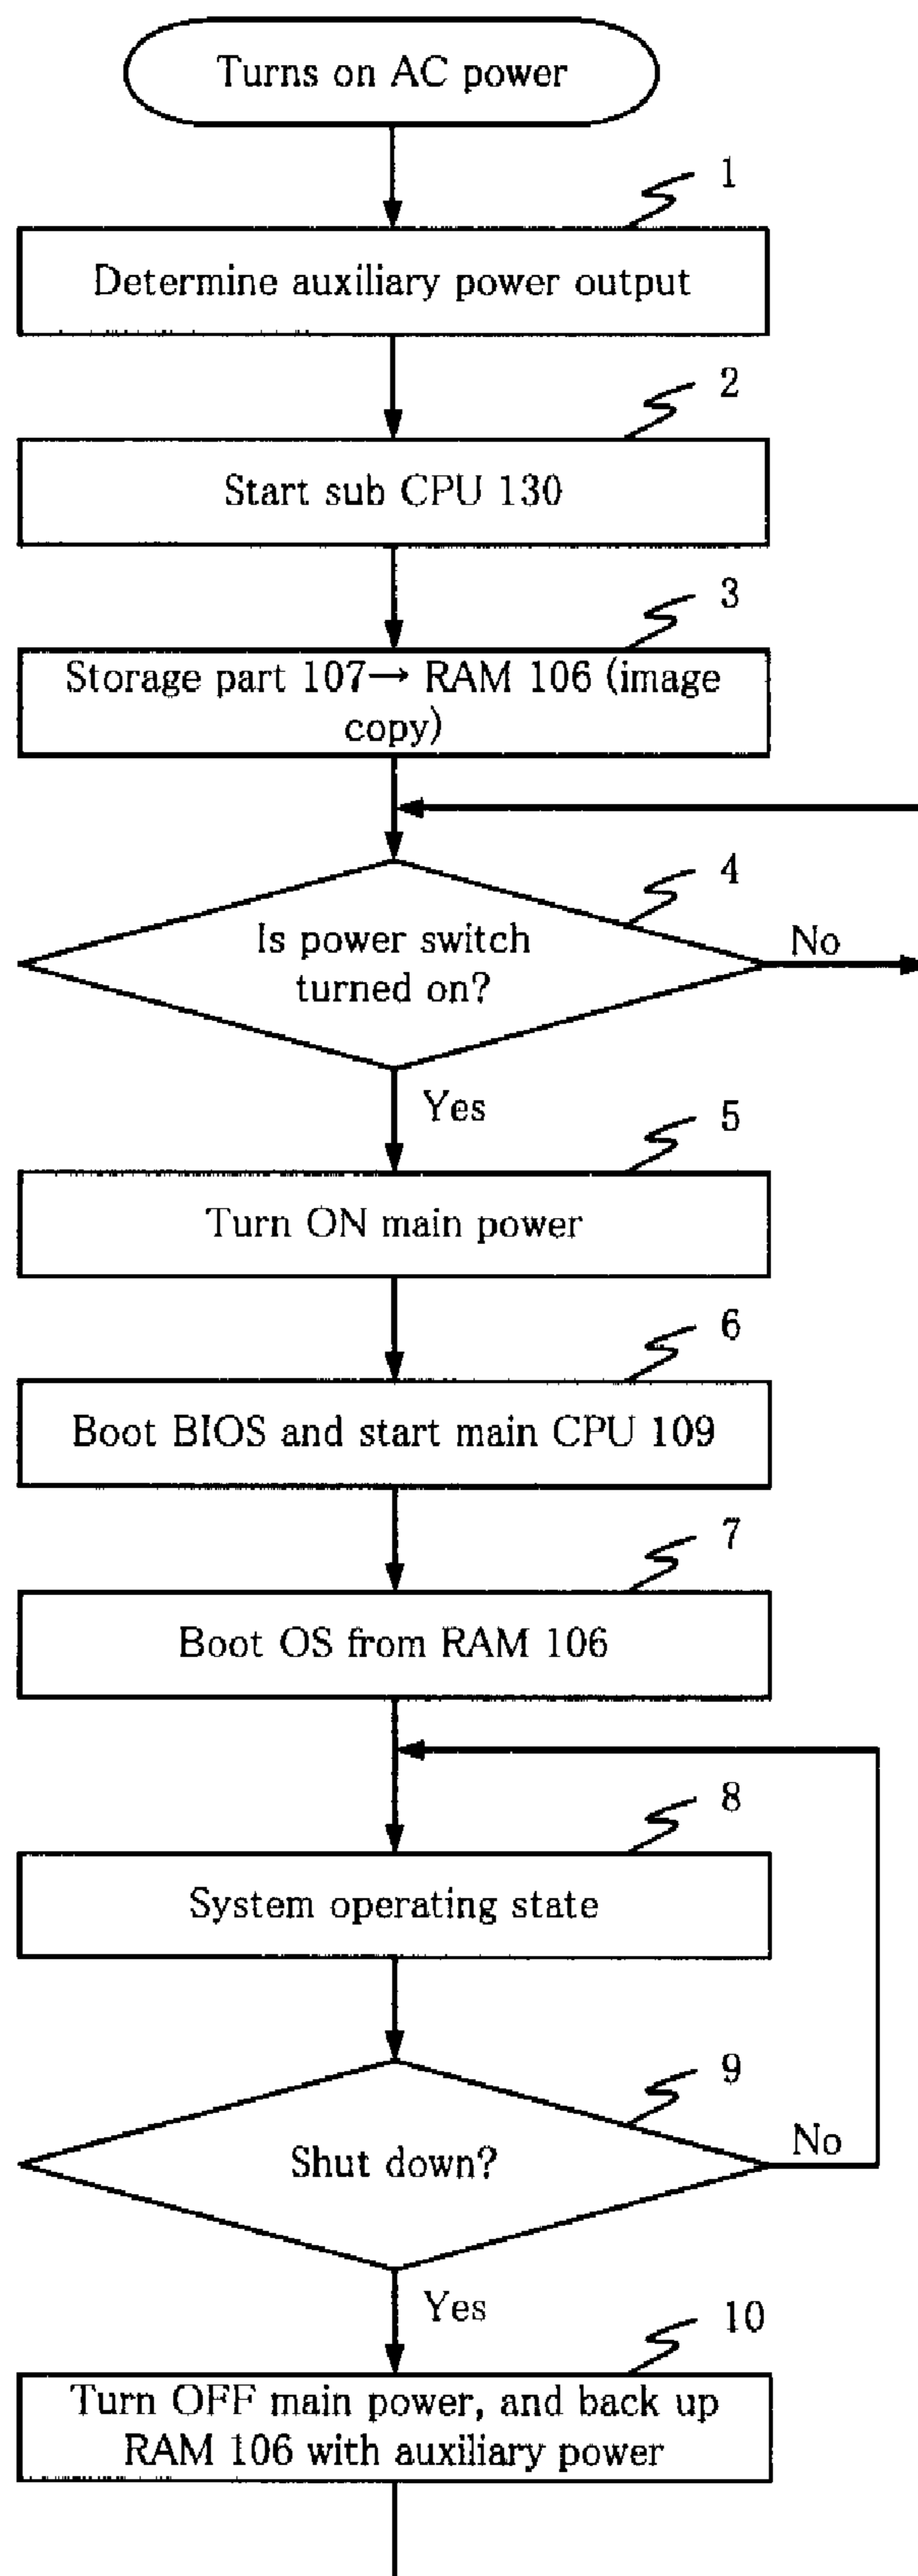 Turns on AC power
1
Determine auxiliary power output
2
Start sub CPU 130
3
Storage part 107→ RAM 106 (image
copy)
4
Is power switch
turned on?
No
Yes
5
Turn ON main power
6
Boot BIOS and start main CPU 109
7
Boot OS from RAM 106
8
System operating state
9
Shut down?
No
Yes
10
Turn OFF main power, and back up
RAM 106 with auxiliary power